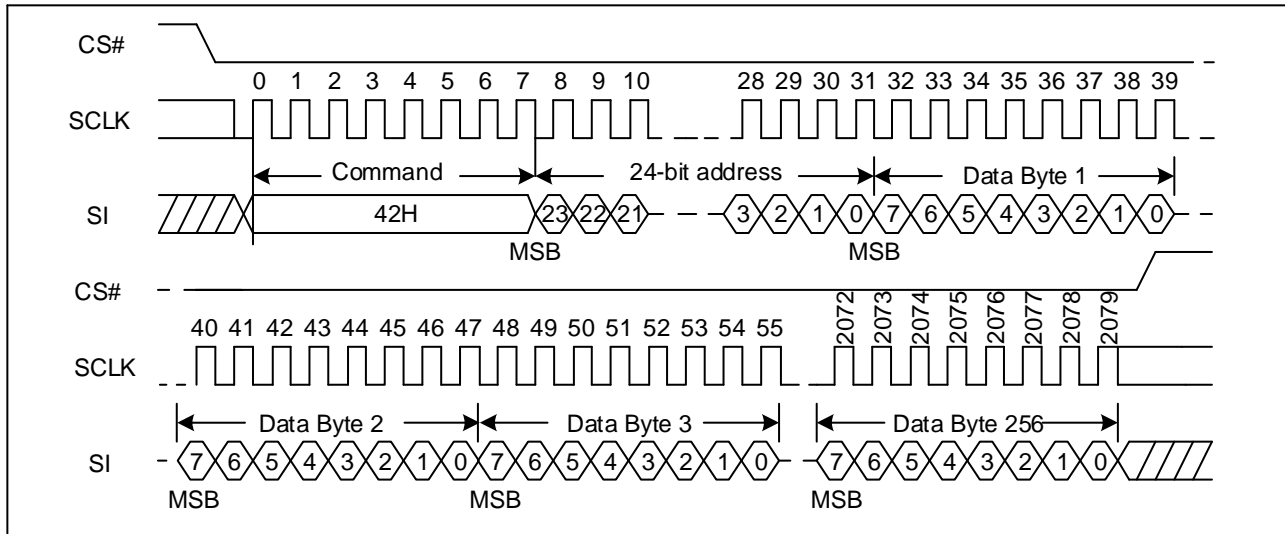 CS#
0 1 2 3 4 5 6 7 8 9 10 28 29 30 31 32 33 34 35 36 37 38 39
SCLK
Command 24-bit address Data Byte 1
SI 42H 23 22 21 3 2 1 0 7 6 5 4 3 2 1 0
MSB MSB
CS#
40 41 42 43 44 45 46 47 48 49 50 51 52 53 54 55 2072 2073 2074 2075 2076 2077 2078 2079
SCLK
Data Byte 2 Data Byte 3 Data Byte 256
SI 7 6 5 4 3 2 1 0 7 6 5 4 3 2 1 0 7 6 5 4 3 2 1 0
MSB MSB MSB